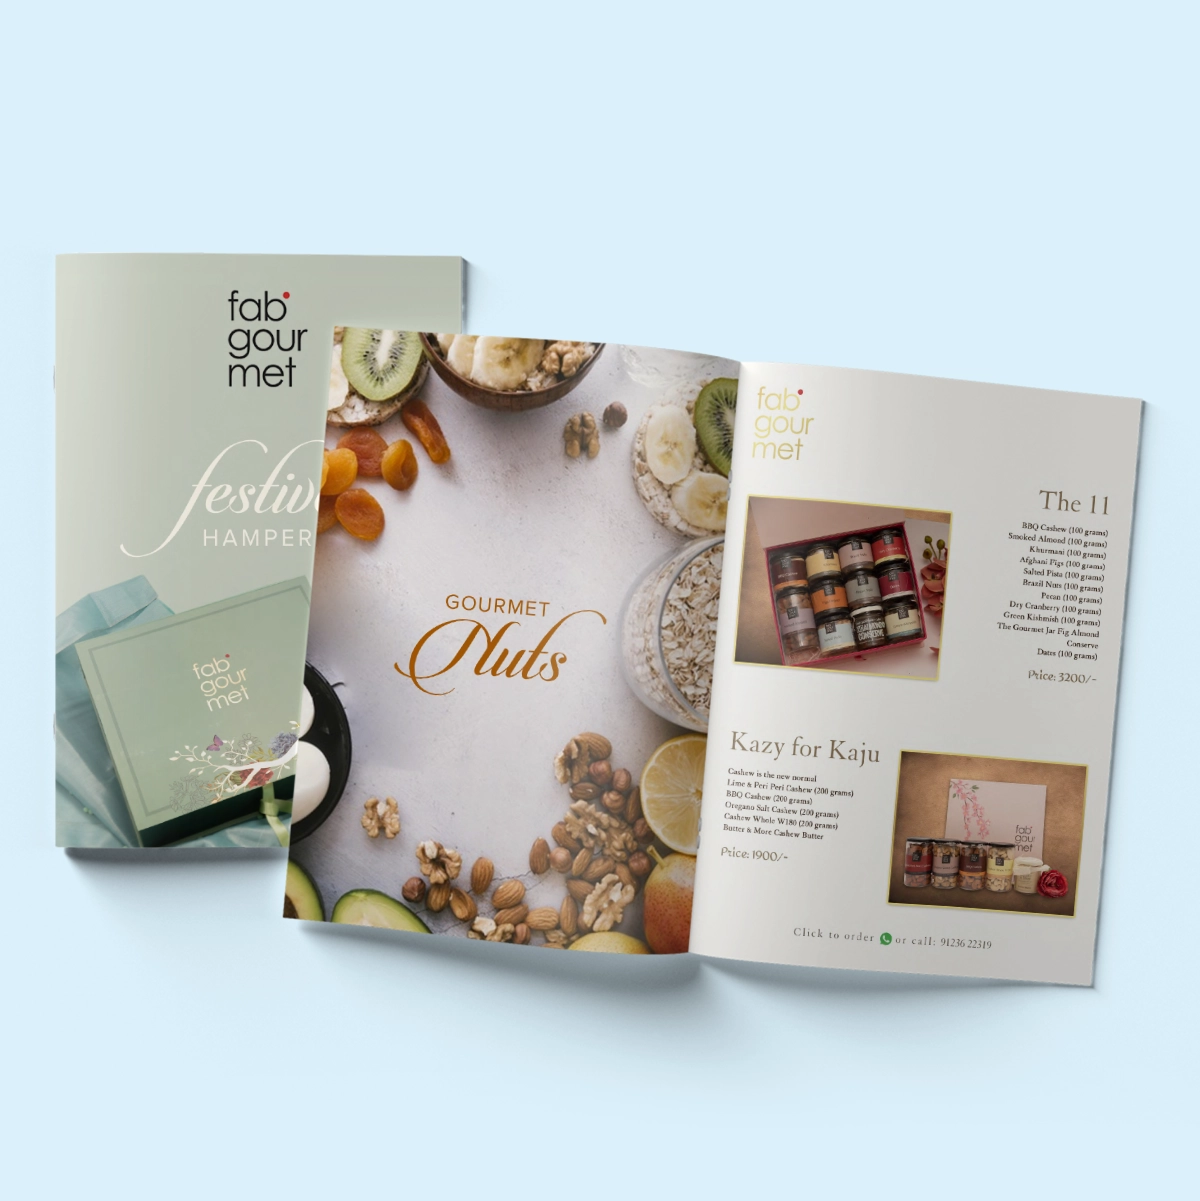 fab
gour
met
festiv
HAMPER
fab
gour
met
GOURMET
Nuts
fab
gour
met
The 11
BBQ Cashew (100 grams)
Smoked Almond (100 grams)
Khurmani (100 grams)
Afghani Figs (100 grams)
Salted Pista (100 grams)
Brazil Nuts (100 grams)
Pecan (100 grams)
Dry Cranberry (100 grams)
Green Kishmish (100 grams)
The Gourmet Jar Fig Almond
Conserve
Dates (100 grams)
Price: 3200/-
Kazy for Kaju
Cashew is the new normal
Lime & Peri Peri Cashew (200 grams)
BBQ Cashew (200 grams)
Oregano Salt Cashew (200 grams)
Cashew Whole W180 (200 grams)
Butter & More Cashew Butter
Price: 1900/-
fab
gour
met
Click to order or call: 91236 22319